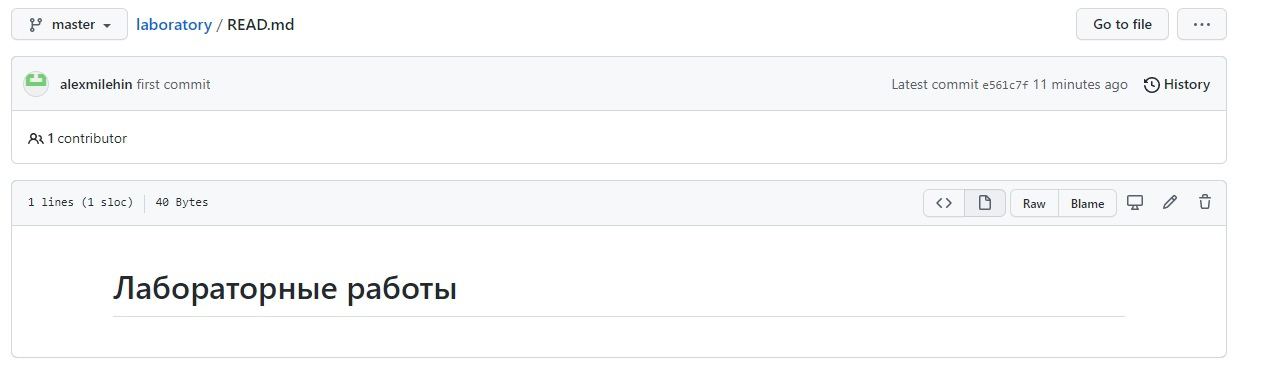 master laboratory / READ.md Go to file ...
alexmilehin first commit Latest commit e561c7f 11 minutes ago History
1 contributor
1 lines (1 sloc) 40 Bytes <> Raw Blame
Лабораторные работы